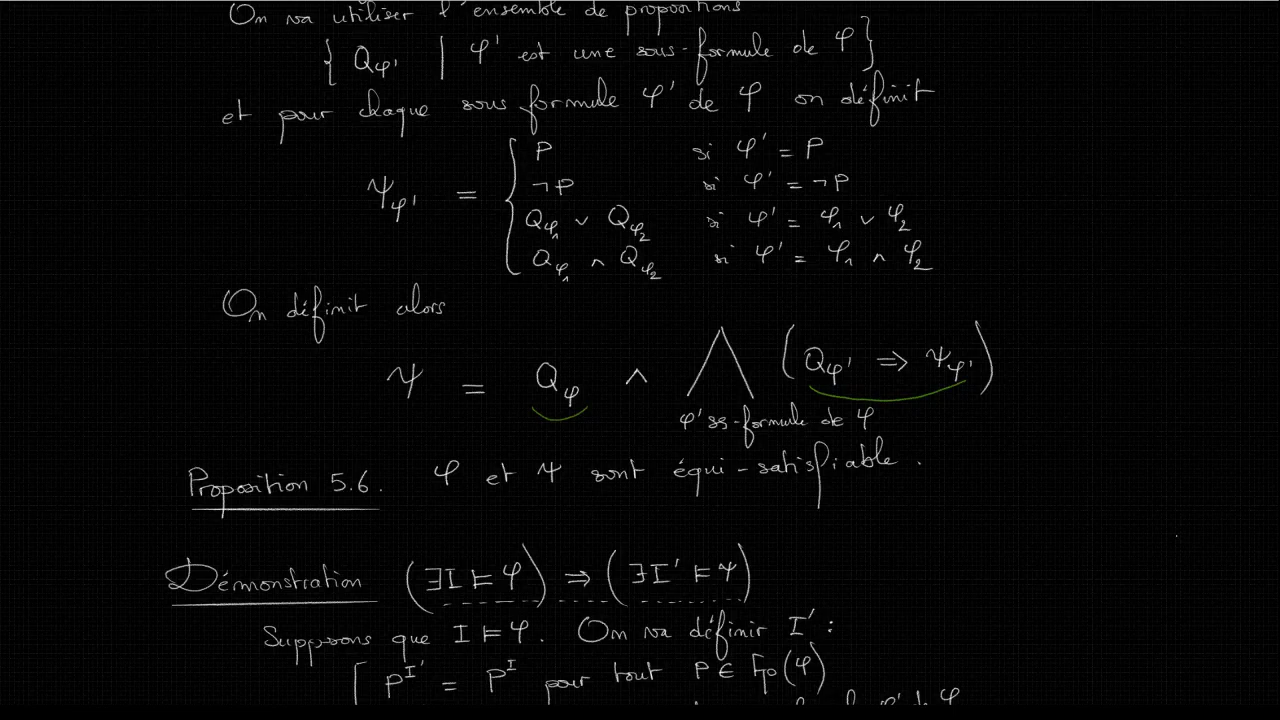 On va utiliser l'ensemble de propositions
{ Q_φ' | φ' est une sous-formule de φ }
et pour chaque sous formule φ' de φ on définit
Ψ_φ' = { P si φ' = P
¬P si φ' = ¬P
Q_φ1 ∨ Q_φ2 si φ' = φ1 ∨ φ2
Q_φ1 ∧ Q_φ2 si φ' = φ1 ∧ φ2
On définit alors
Ψ = Q_φ ∧ ⋀ (Q_φ' ⇒ Ψ_φ')
φ' ss-formule de φ
Proposition 5.6. φ et Ψ sont équi-satisfiable.
Démonstration (∃I ⊨ φ) ⇒ (∃I' ⊨ Ψ)
Supposons que I ⊨ φ. On va définir I' :
P^I' = P^I pour tout P ∈ Fp(φ)